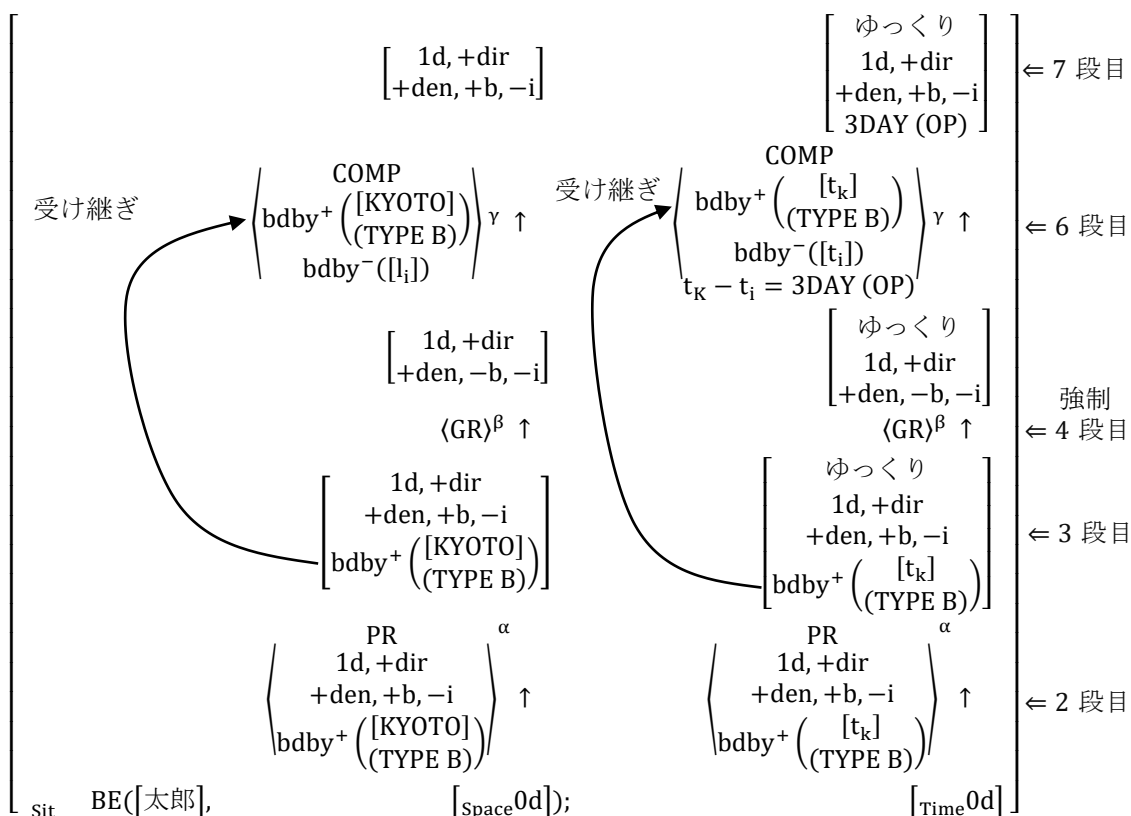 ゆっくり
1d, +dir 1d, +dir ⇐ 7 段目
+den, +b, −i +den, +b, −i
3DAY (OP)
COMP COMP
受け継ぎ bdby⁺ ([KYOTO] (TYPE B)) γ ↑ 受け継ぎ bdby⁺ ([t_k] (TYPE B)) γ ↑ ⇐ 6 段目
bdby⁻([l_i]) bdby⁻([t_i])
t_K − t_i = 3DAY (OP)
ゆっくり
1d, +dir 1d, +dir
+den, −b, −i +den, −b, −i
強制
⟨GR⟩^β ↑ ⟨GR⟩^β ↑ ⇐ 4 段目
ゆっくり
1d, +dir 1d, +dir
+den, +b, −i +den, +b, −i ⇐ 3 段目
bdby⁺ ([KYOTO] (TYPE B)) bdby⁺ ([t_k] (TYPE B))
PR α PR α
1d, +dir 1d, +dir
+den, +b, −i ↑ +den, +b, −i ↑ ⇐ 2 段目
bdby⁺ ([KYOTO] (TYPE B)) bdby⁺ ([t_k] (TYPE B))
Sit BE([太郎], [Space 0d]); [Time 0d]